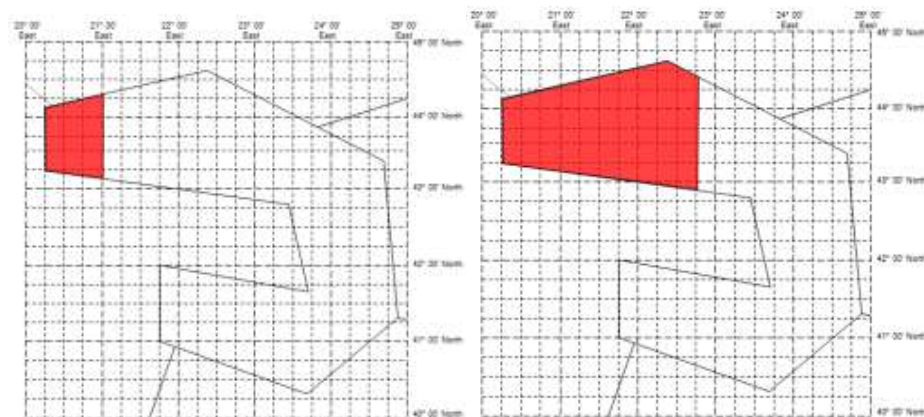 20° 00' 21° 00' 22° 00' 23° 00' 24° 00' 25° 00'
East East East East East East
45° 00' North
44° 00' North
43° 00' North
42° 00' North
41° 00' North
40° 00' North
20° 00' 21° 00' 22° 00' 23° 00' 24° 00' 25° 00'
East East East East East East
45° 00' North
44° 00' North
43° 00' North
42° 00' North
41° 00' North
40° 00' North